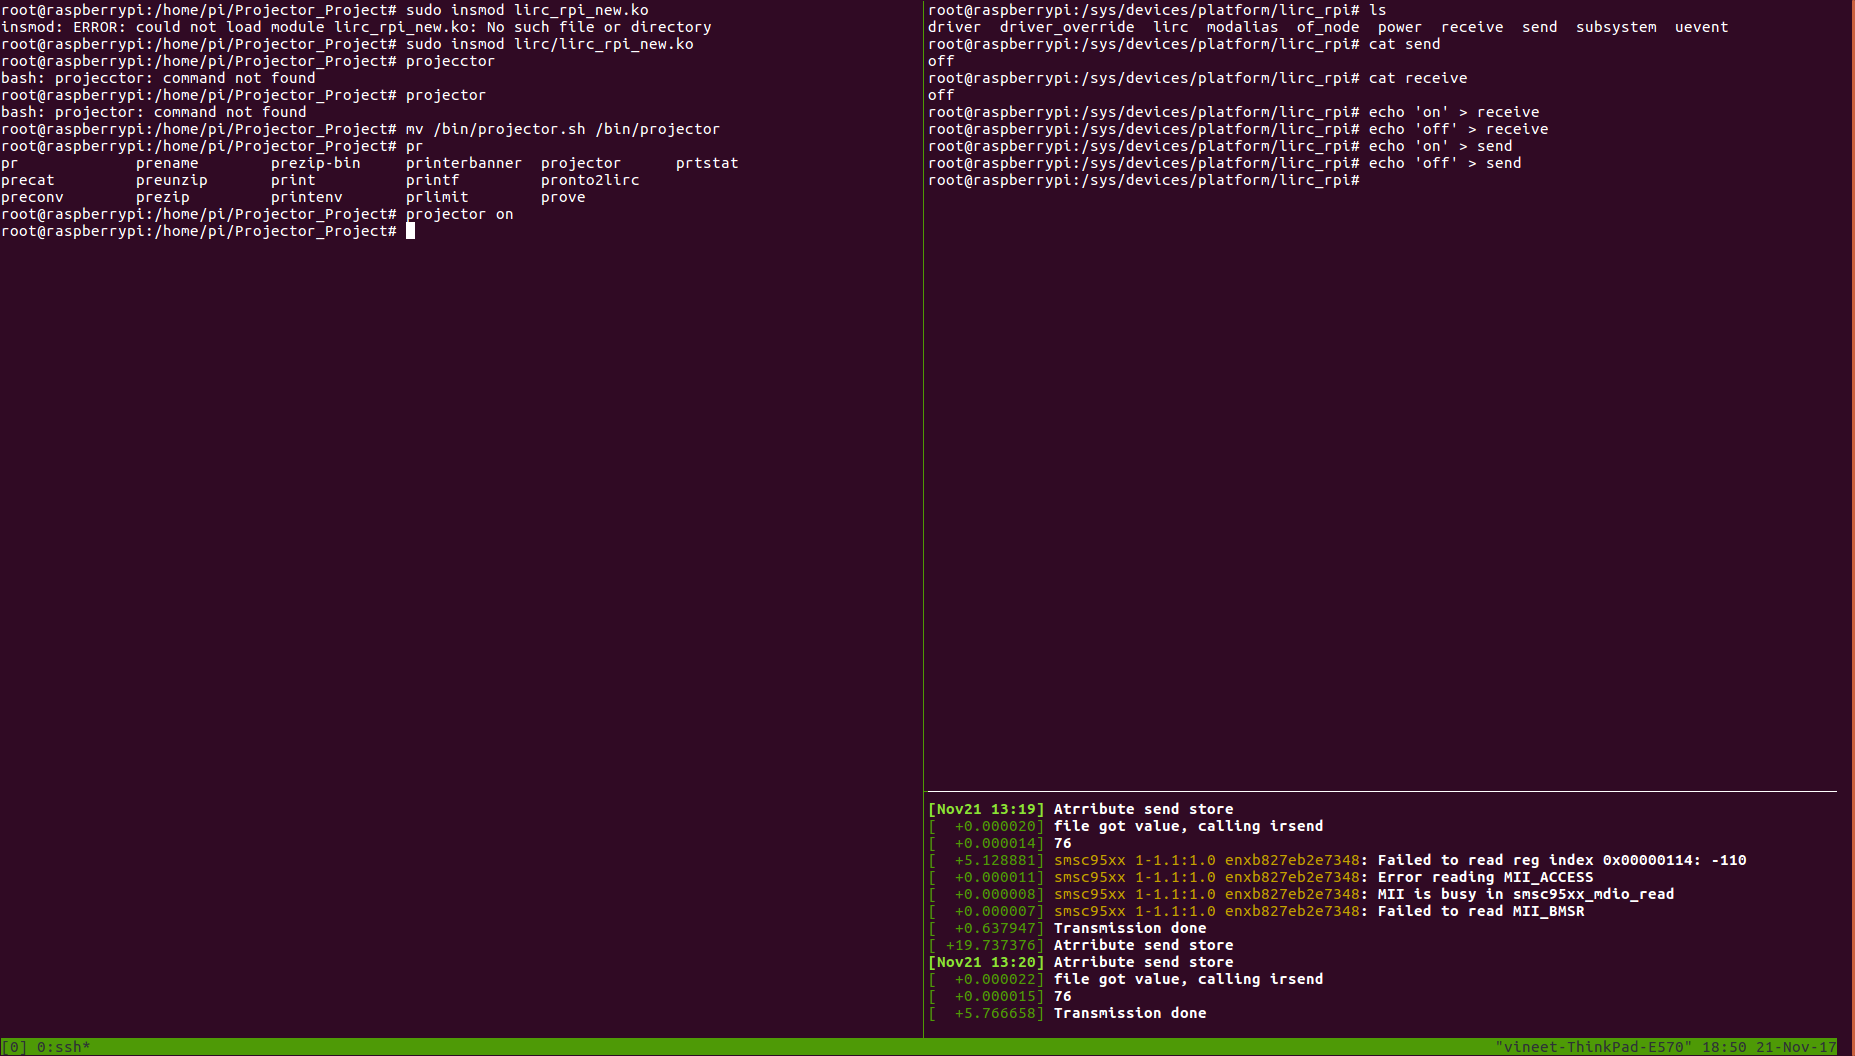 root@raspberrypi:/home/pi/Projector_Project# sudo insmod lirc_rpi_new.ko
insmod: ERROR: could not load module lirc_rpi_new.ko: No such file or directory
root@raspberrypi:/home/pi/Projector_Project# sudo insmod lirc/lirc_rpi_new.ko
root@raspberrypi:/home/pi/Projector_Project# projecctor
bash: projecctor: command not found
root@raspberrypi:/home/pi/Projector_Project# projector
bash: projector: command not found
root@raspberrypi:/home/pi/Projector_Project# mv /bin/projector.sh /bin/projector
root@raspberrypi:/home/pi/Projector_Project# pr
pr             prename        prezip-bin     printerbanner  projector      prtstat
precat         preunzip       print          printf         pronto2lirc
preconv        prezip         printenv       prlimit        prove
root@raspberrypi:/home/pi/Projector_Project# projector on
root@raspberrypi:/home/pi/Projector_Project#
root@raspberrypi:/sys/devices/platform/lirc_rpi# ls
driver  driver_override  lirc  modalias  of_node  power  receive  send  subsystem  uevent
root@raspberrypi:/sys/devices/platform/lirc_rpi# cat send
off
root@raspberrypi:/sys/devices/platform/lirc_rpi# cat receive
off
root@raspberrypi:/sys/devices/platform/lirc_rpi# echo 'on' > receive
root@raspberrypi:/sys/devices/platform/lirc_rpi# echo 'off' > receive
root@raspberrypi:/sys/devices/platform/lirc_rpi# echo 'on' > send
root@raspberrypi:/sys/devices/platform/lirc_rpi# echo 'off' > send
root@raspberrypi:/sys/devices/platform/lirc_rpi#
[Nov21 13:19] Atrribute send store
[  +0.000020] file got value, calling irsend
[  +0.000014] 76
[  +5.128881] smsc95xx 1-1.1:1.0 enxb827eb2e7348: Failed to read reg index 0x00000114: -110
[  +0.000011] smsc95xx 1-1.1:1.0 enxb827eb2e7348: Error reading MII_ACCESS
[  +0.000008] smsc95xx 1-1.1:1.0 enxb827eb2e7348: MII is busy in smsc95xx_mdio_read
[  +0.000007] smsc95xx 1-1.1:1.0 enxb827eb2e7348: Failed to read MII_BMSR
[  +0.637947] Transmission done
[ +19.737376] Atrribute send store
[Nov21 13:20] Atrribute send store
[  +0.000022] file got value, calling irsend
[  +0.000015] 76
[  +5.766658] Transmission done
[0] 0:ssh* "vineet-ThinkPad-E570" 18:50 21-Nov-17